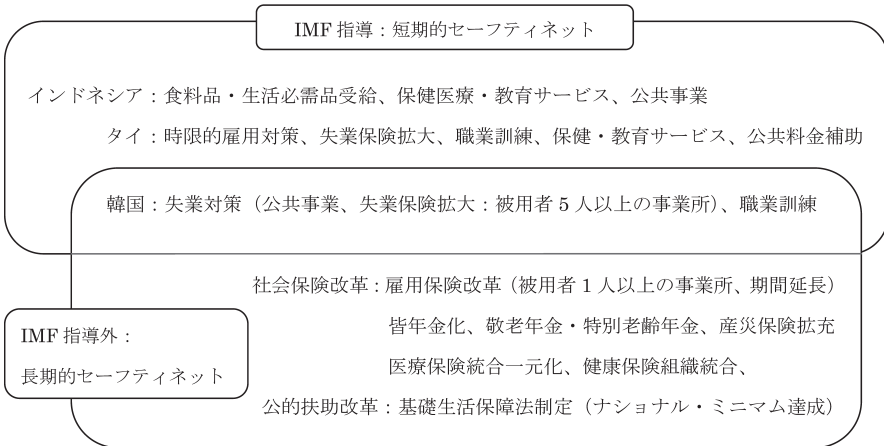 IMF 指導：短期的セーフティネット
インドネシア：食料品・生活必需品受給、保健医療・教育サービス、公共事業
タイ：時限的雇用対策、失業保険拡大、職業訓練、保健・教育サービス、公共料金補助
韓国：失業対策（公共事業、失業保険拡大：被用者 5 人以上の事業所）、職業訓練
社会保険改革：雇用保険改革（被用者 1 人以上の事業所、期間延長）
皆年金化、敬老年金・特別老齢年金、産災保険拡充
医療保険統合一元化、健康保険組織統合、
公的扶助改革：基礎生活保障法制定（ナショナル・ミニマム達成）
IMF 指導外：
長期的セーフティネット